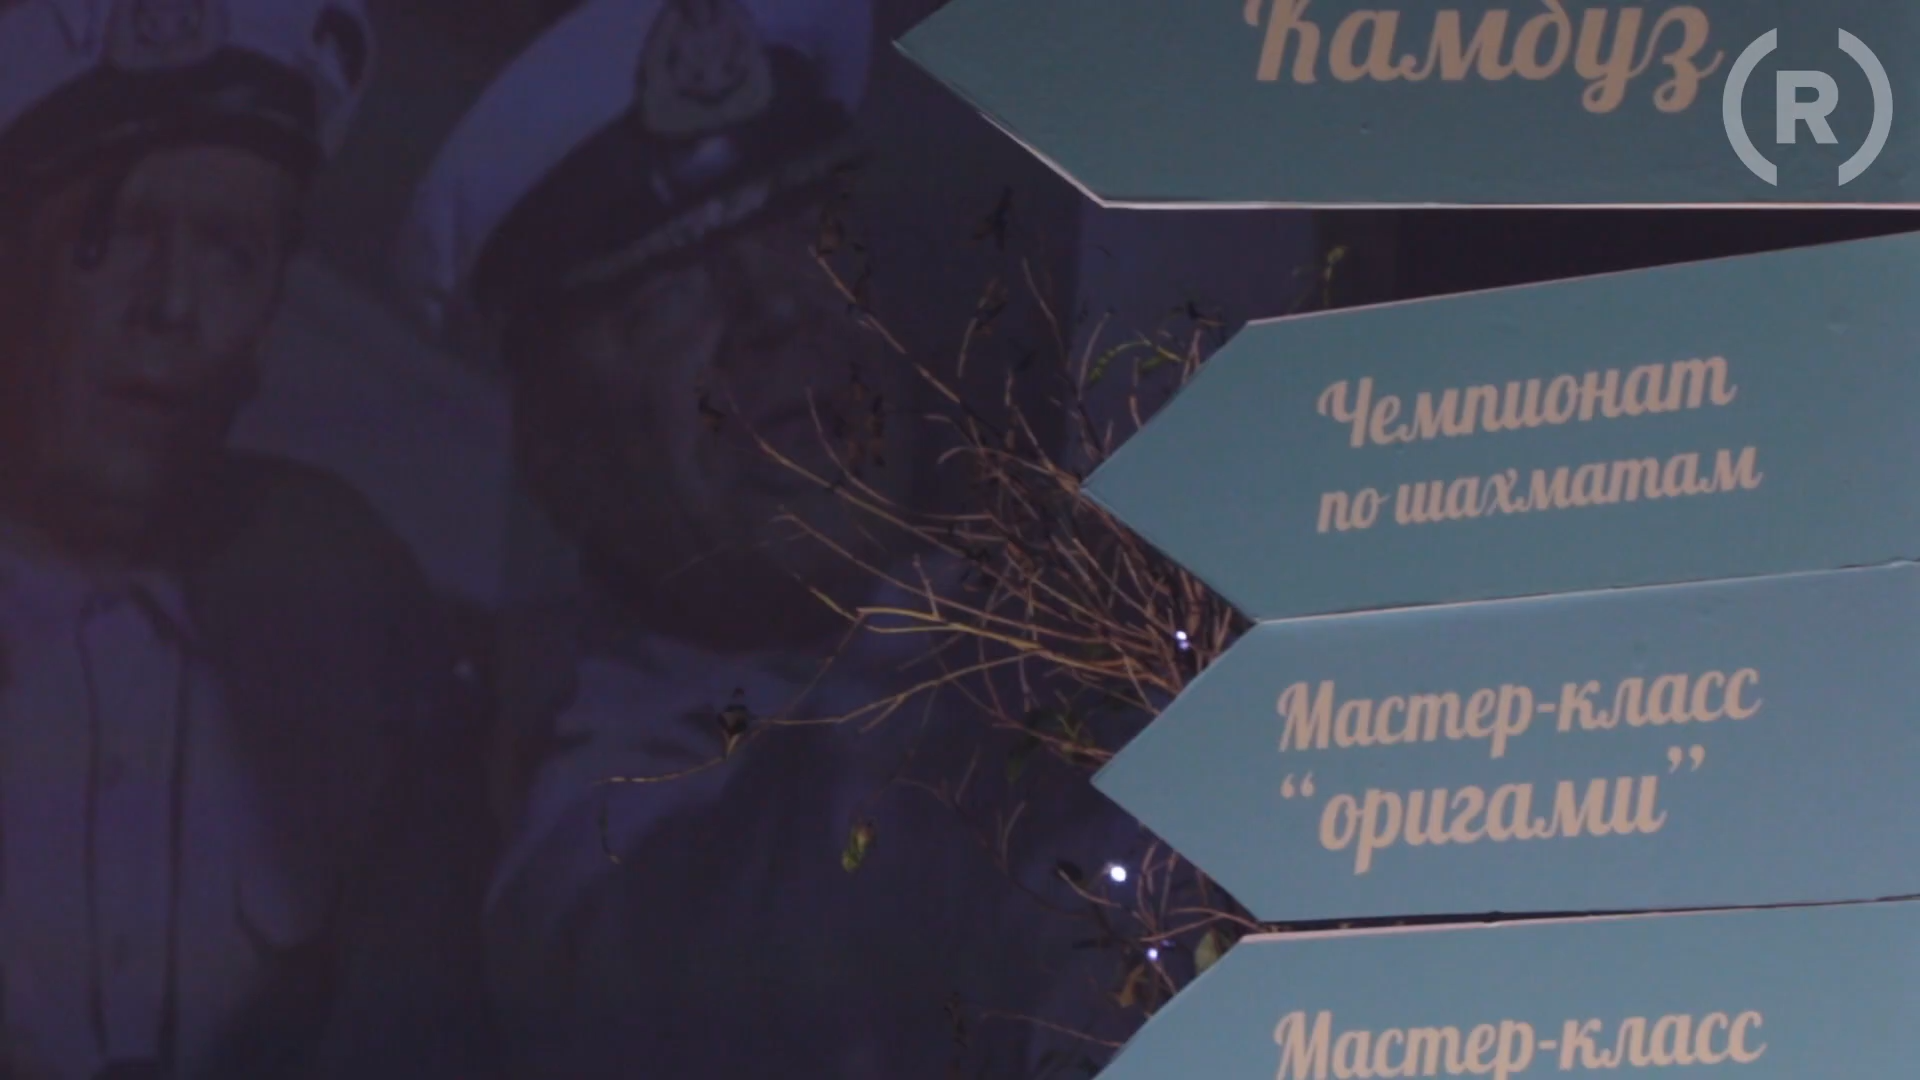 Камбуз
(R)
Чемпионат
по шахматам
Мастер-класс
“оригами”
Мастер-класс